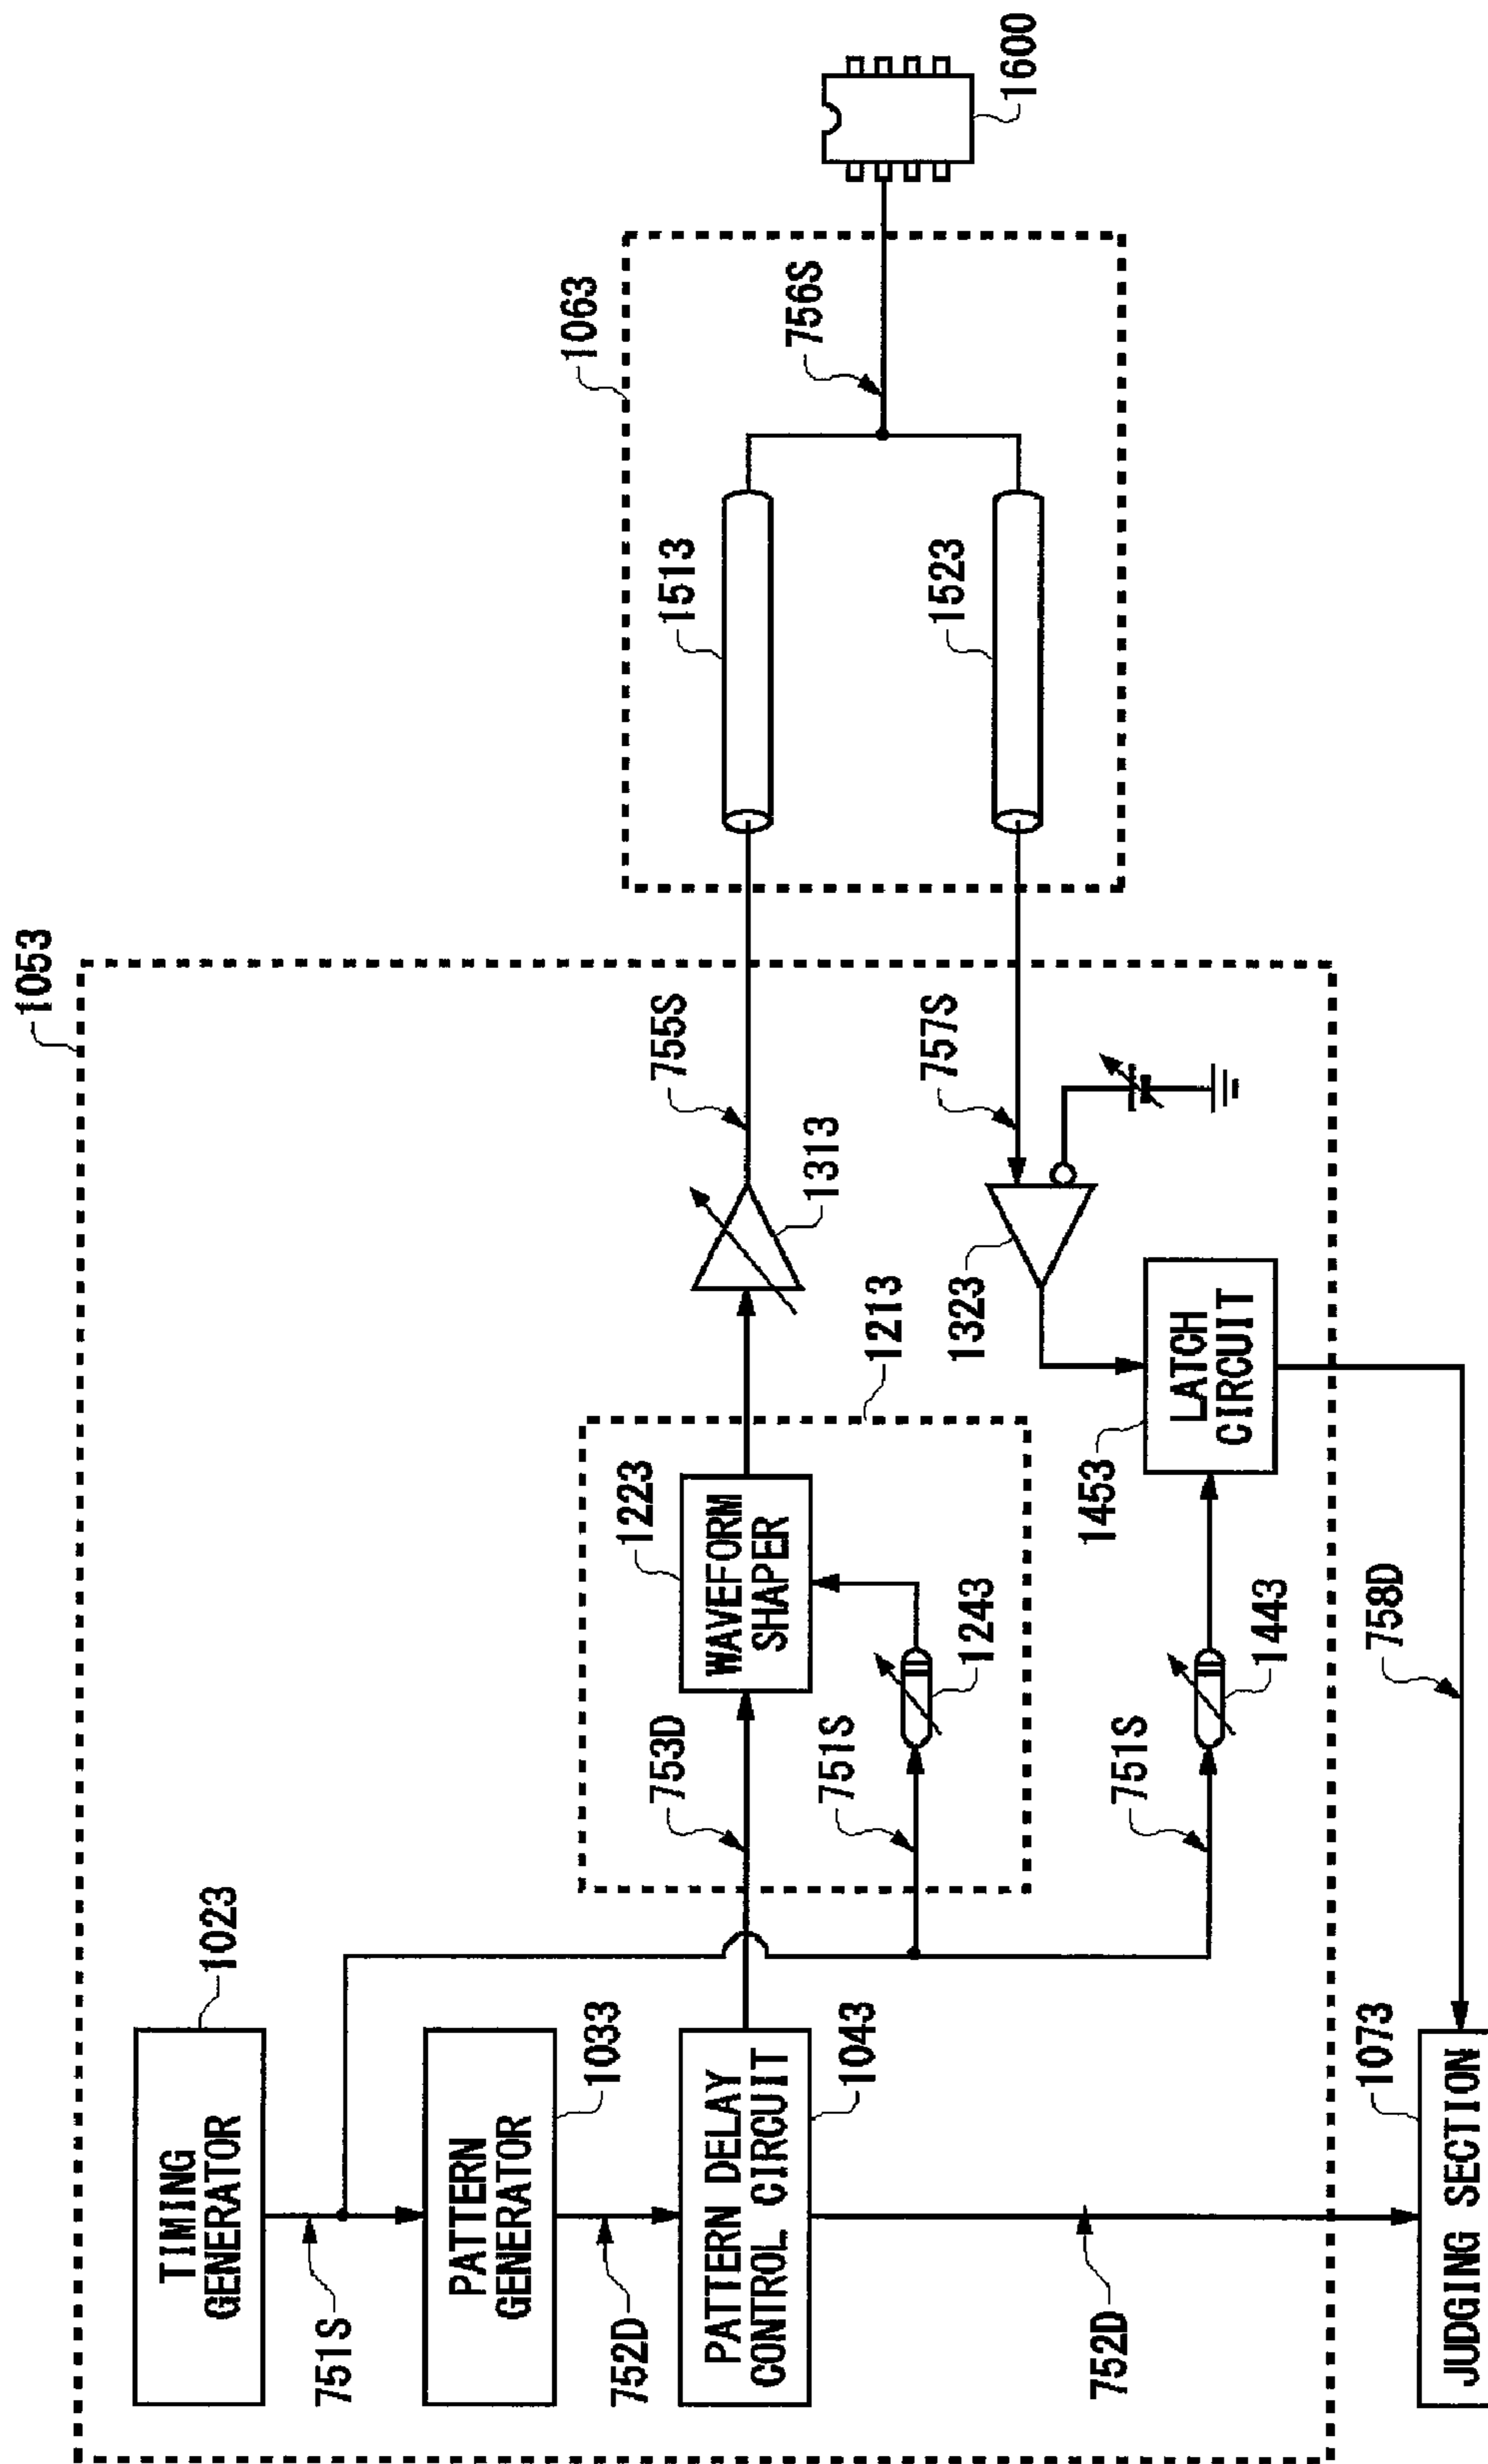 1053
TIMING
GENERATOR
1023
751S
PATTERN
GENERATOR
1033
752D
PATTERN DELAY
CONTROL CIRCUIT
1043
752D
JUDGING SECTION
1073
753D
WAVEFORM
SHAPER
1223
1213
751S
1243
751S
1443
LATCH
CIRCUIT
1453
758D
1313
755S
1323
757S
1063
1513
1523
756S
1600